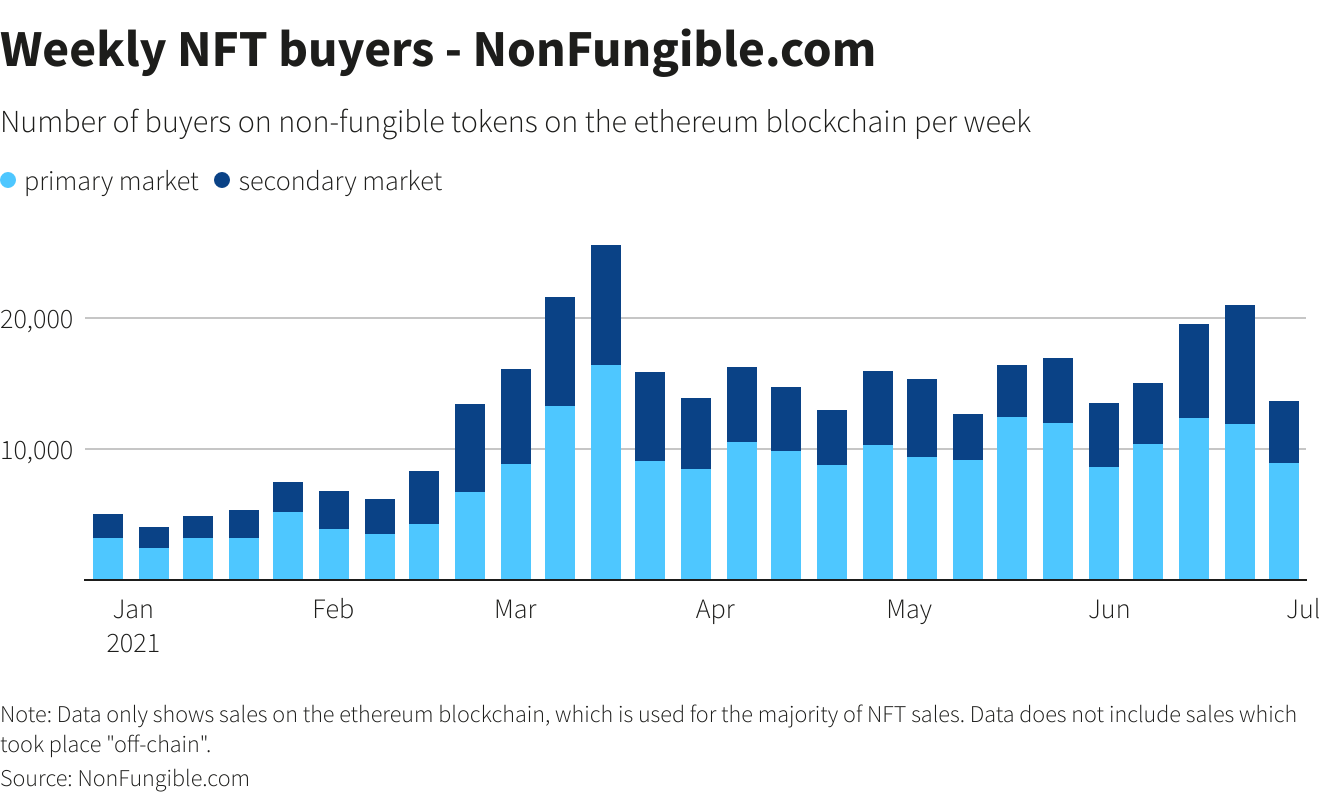 Weekly NFT buyers - NonFungible.com
Number of buyers on non-fungible tokens on the ethereum blockchain per week
primary market secondary market
20,000
10,000
Jan Feb Mar Apr May Jun Jul
2021
Note: Data only shows sales on the ethereum blockchain, which is used for the majority of NFT sales. Data does not include sales which
took place "off-chain".
Source: NonFungible.com